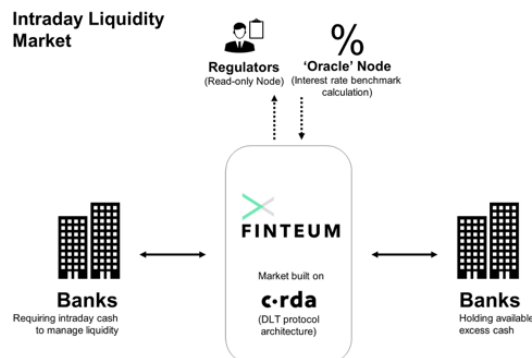 Intraday Liquidity
Market
Regulators
(Read-only Node)
%
‘Oracle’ Node
(Interest rate benchmark
calculation)
FINTEUM
Market built on
c·rda
(DLT protocol
architecture)
Banks
Requiring intraday cash
to manage liquidity
Banks
Holding available
excess cash